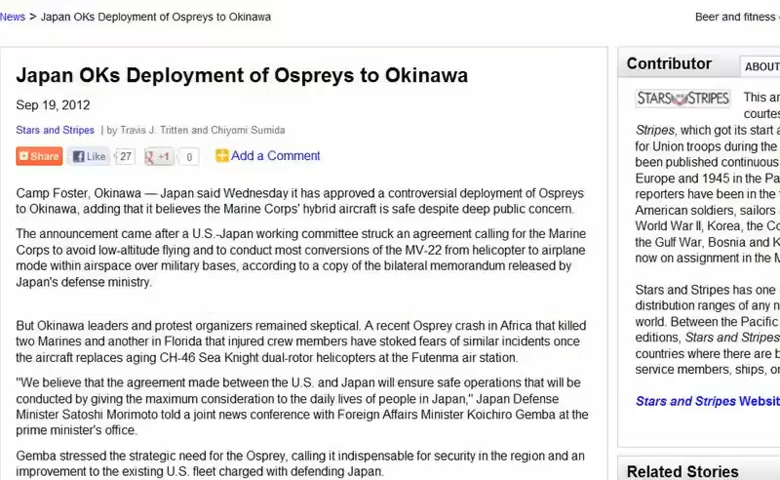 News > Japan OKs Deployment of Ospreys to Okinawa
Beer and fitness
Japan OKs Deployment of Ospreys to Okinawa
Sep 19, 2012
Stars and Stripes | by Travis J. Tritten and Chiyomi Sumida
Share Like 27 +1 0 Add a Comment
Camp Foster, Okinawa — Japan said Wednesday it has approved a controversial deployment of Ospreys
to Okinawa, adding that it believes the Marine Corps' hybrid aircraft is safe despite deep public concern.
The announcement came after a U.S.-Japan working committee struck an agreement calling for the Marine
Corps to avoid low-altitude flying and to conduct most conversions of the MV-22 from helicopter to airplane
mode within airspace over military bases, according to a copy of the bilateral memorandum released by
Japan's defense ministry.
But Okinawa leaders and protest organizers remained skeptical. A recent Osprey crash in Africa that killed
two Marines and another in Florida that injured crew members have stoked fears of similar incidents once
the aircraft replaces aging CH-46 Sea Knight dual-rotor helicopters at the Futenma air station.
"We believe that the agreement made between the U.S. and Japan will ensure safe operations that will be
conducted by giving the maximum consideration to the daily lives of people in Japan," Japan Defense
Minister Satoshi Morimoto told a joint news conference with Foreign Affairs Minister Koichiro Gemba at the
prime minister's office.
Gemba stressed the strategic need for the Osprey, calling it indispensable for security in the region and an
improvement to the existing U.S. fleet charged with defending Japan.
Contributor
ABOUT
STARS AND STRIPES
This ar
courtes
Stripes, which got its start a
for Union troops during the
been published continuous
Europe and 1945 in the Pa
reporters have been in the
American soldiers, sailors
World War II, Korea, the Co
the Gulf War, Bosnia and K
now on assignment in the M
Stars and Stripes has one
distribution ranges of any n
world. Between the Pacific
editions, Stars and Stripes
countries where there are b
service members, ships, or
Stars and Stripes Websit
Related Stories